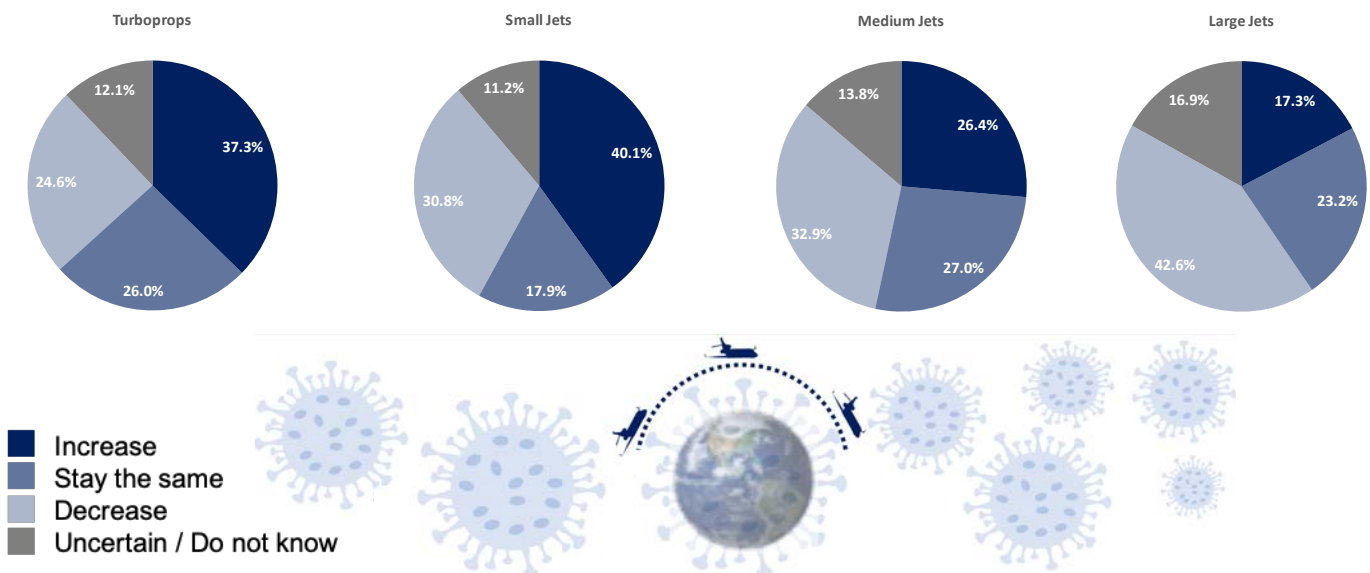 Turboprops
Small Jets
Medium Jets
Large Jets
12.1%
37.3%
24.6%
26.0%
11.2%
40.1%
30.8%
17.9%
13.8%
26.4%
32.9%
27.0%
16.9%
17.3%
23.2%
42.6%
Increase
Stay the same
Decrease
Uncertain / Do not know